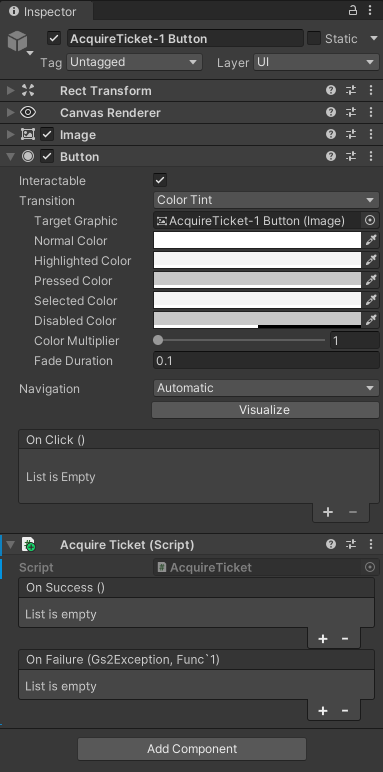 Inspector
AcquireTicket-1 Button
Static
Tag Untagged Layer UI
Rect Transform
Canvas Renderer
Image
Button
Interactable
Transition Color Tint
Target Graphic AcquireTicket-1 Button (Image)
Normal Color
Highlighted Color
Pressed Color
Selected Color
Disabled Color
Color Multiplier 1
Fade Duration 0.1
Navigation Automatic
Visualize
On Click ()
List is Empty
+ −
Acquire Ticket (Script)
Script # AcquireTicket
On Success ()
List is empty
+ -
On Failure (Gs2Exception, Func`1)
List is empty
+ -
Add Component